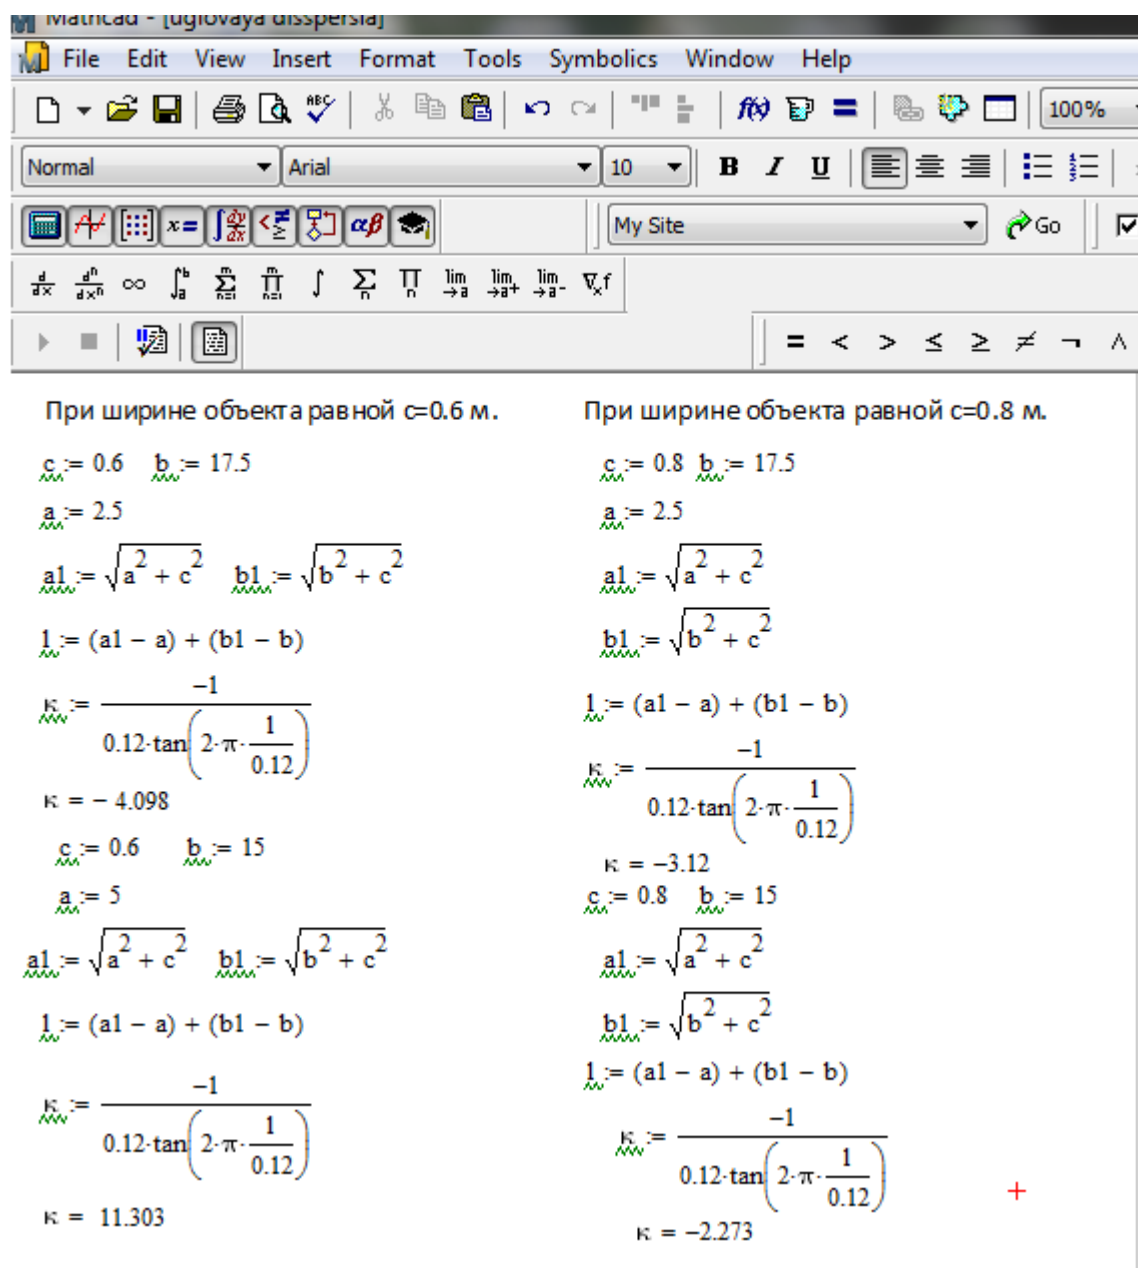 Mathcad - [uglovaya disspersia]
File Edit View Insert Format Tools Symbolics Window Help
100%
Normal Arial 10 B I U
My Site Go
При ширине объекта равной c=0.6 м.
c := 0.6 b := 17.5
a := 2.5
a1 := √(a² + c²) b1 := √(b² + c²)
l := (a1 − a) + (b1 − b)
κ := −1 / (0.12·tan(2·π·l/0.12))
κ = − 4.098
c := 0.6 b := 15
a := 5
a1 := √(a² + c²) b1 := √(b² + c²)
l := (a1 − a) + (b1 − b)
κ := −1 / (0.12·tan(2·π·l/0.12))
κ = 11.303
При ширине объекта равной c=0.8 м.
c := 0.8 b := 17.5
a := 2.5
a1 := √(a² + c²)
b1 := √(b² + c²)
l := (a1 − a) + (b1 − b)
κ := −1 / (0.12·tan(2·π·l/0.12))
κ = −3.12
c := 0.8 b := 15
a1 := √(a² + c²)
b1 := √(b² + c²)
l := (a1 − a) + (b1 − b)
κ := −1 / (0.12·tan(2·π·l/0.12))
κ = −2.273